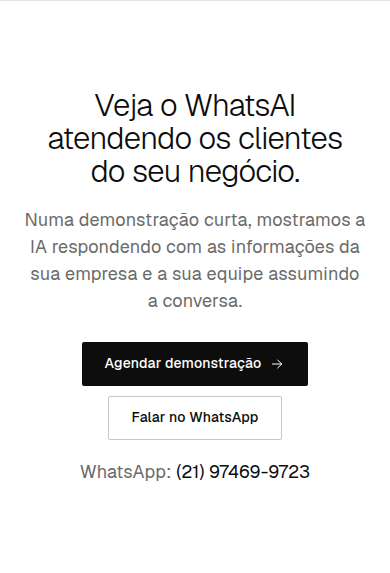 Veja o WhatsAI
atendendo os clientes
do seu negócio.
Numa demonstração curta, mostramos a
IA respondendo com as informações da
sua empresa e a sua equipe assumindo
a conversa.
Agendar demonstração →
Falar no WhatsApp
WhatsApp: (21) 97469-9723